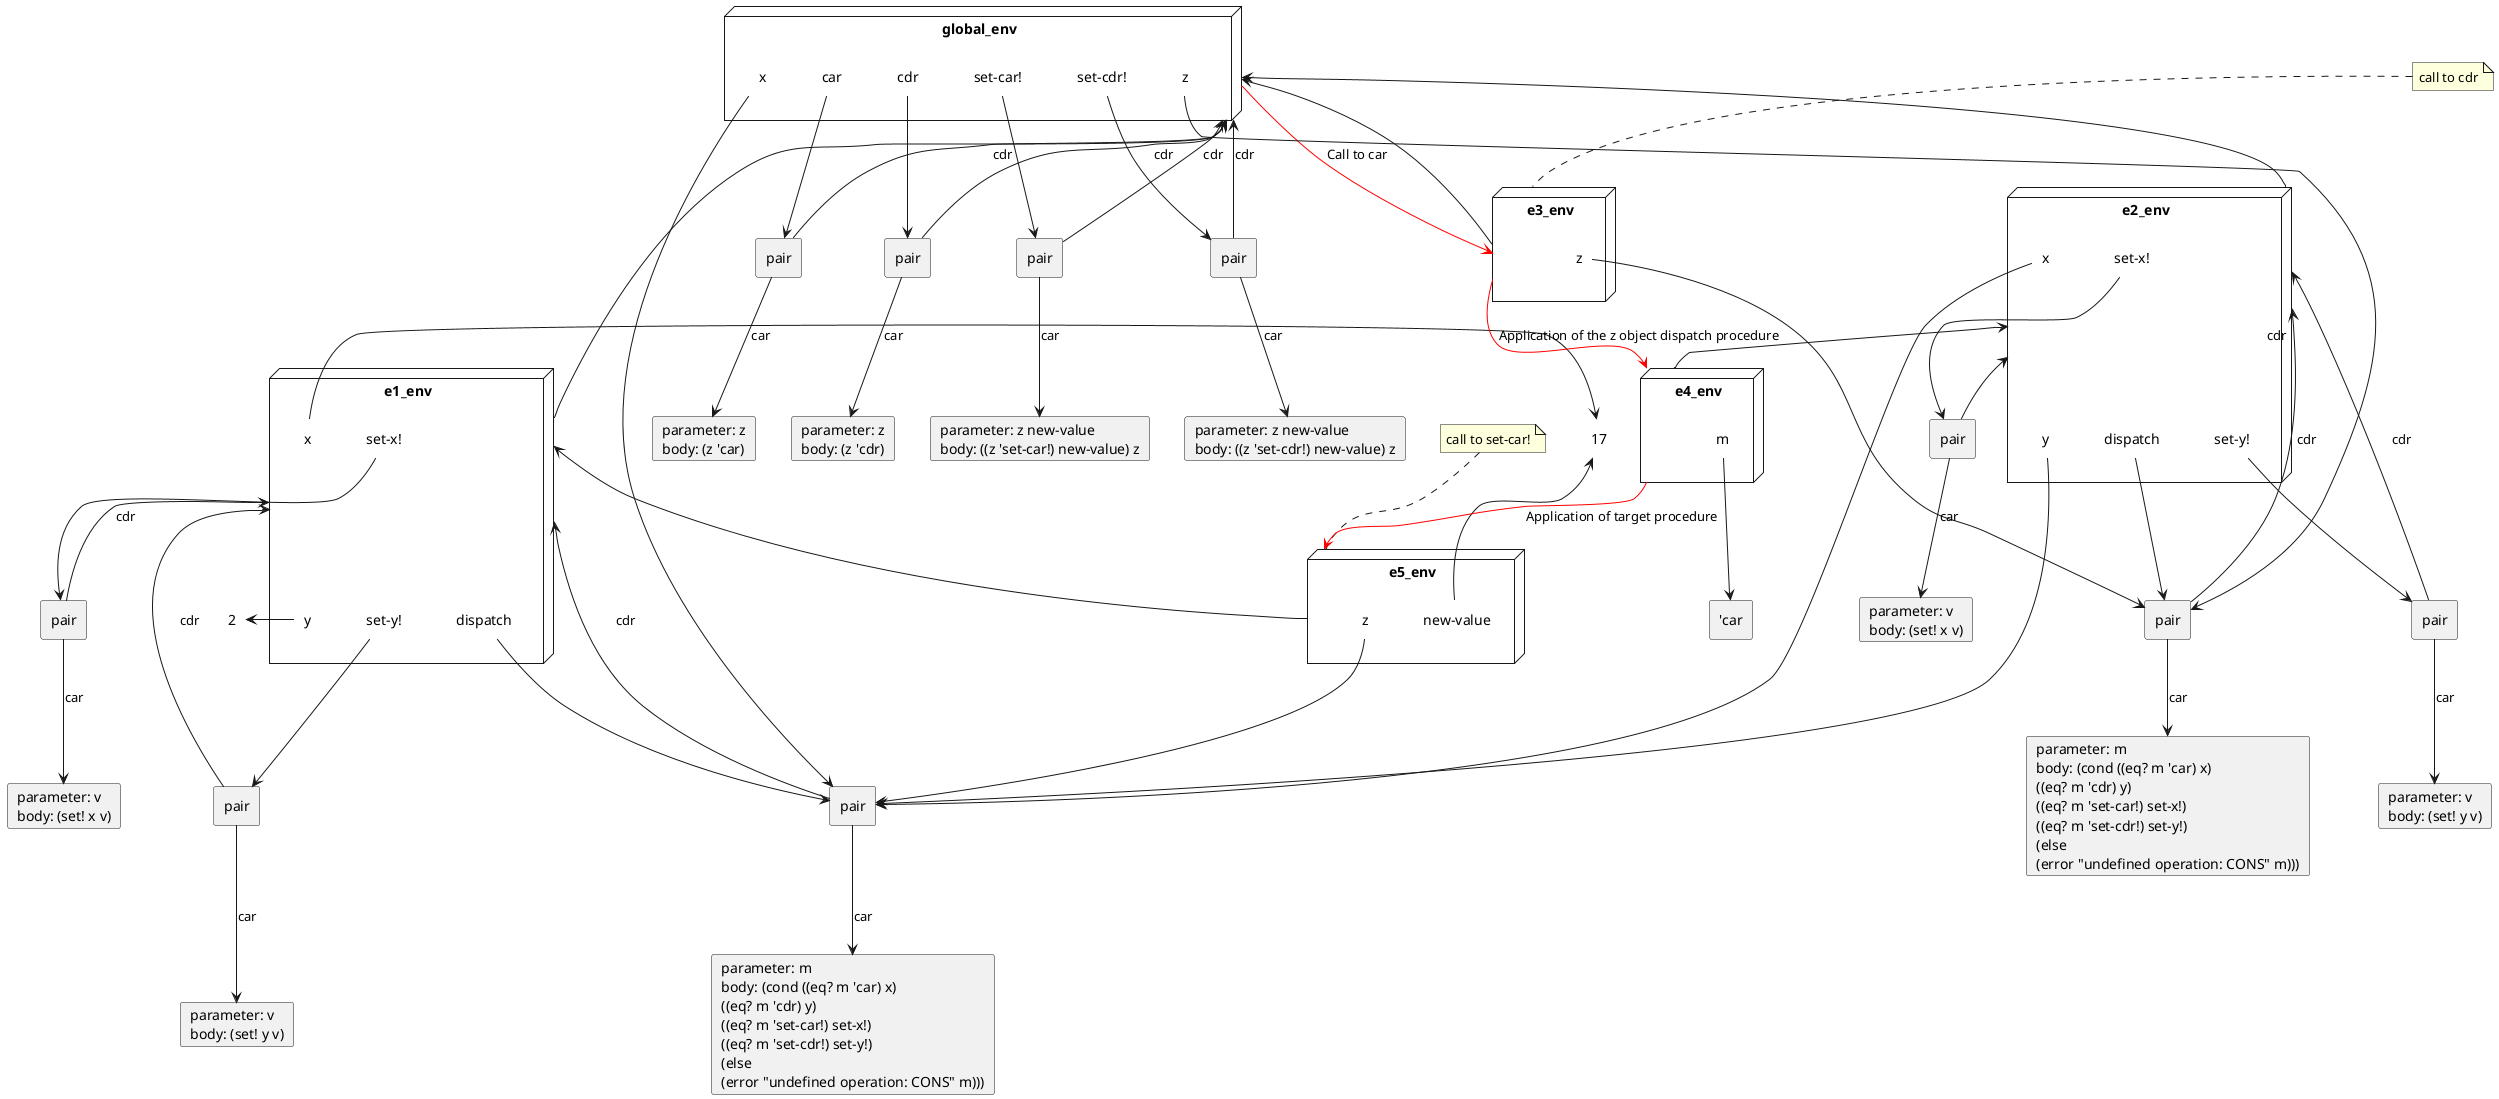 global_env
x
car
cdr
set-car!
set-cdr!
z
call to cdr
cdr
cdr
cdr
cdr
Call to car
e3_env
z
e2_env
x
set-x!
y
dispatch
set-y!
pair
pair
pair
pair
car
car
car
car
Application of the z object dispatch procedure
cdr
e1_env
x
set-x!
y
set-y!
dispatch
parameter: z
body: (z 'car)
parameter: z
body: (z 'cdr)
parameter: z new-value
body: ((z 'set-car!) new-value) z
parameter: z new-value
body: ((z 'set-cdr!) new-value) z
call to set-car!
17
e4_env
m
pair
cdr
cdr
cdr
Application of target procedure
car
e5_env
z
new-value
pair
cdr
2
cdr
'car
parameter: v
body: (set! x v)
pair
pair
car
car
car
parameter: v
body: (set! x v)
pair
pair
parameter: m
body: (cond ((eq? m 'car) x)
((eq? m 'cdr) y)
((eq? m 'set-car!) set-x!)
((eq? m 'set-cdr!) set-y!)
(else
(error "undefined operation: CONS" m)))
parameter: v
body: (set! y v)
car
car
parameter: v
body: (set! y v)
parameter: m
body: (cond ((eq? m 'car) x)
((eq? m 'cdr) y)
((eq? m 'set-car!) set-x!)
((eq? m 'set-cdr!) set-y!)
(else
(error "undefined operation: CONS" m)))